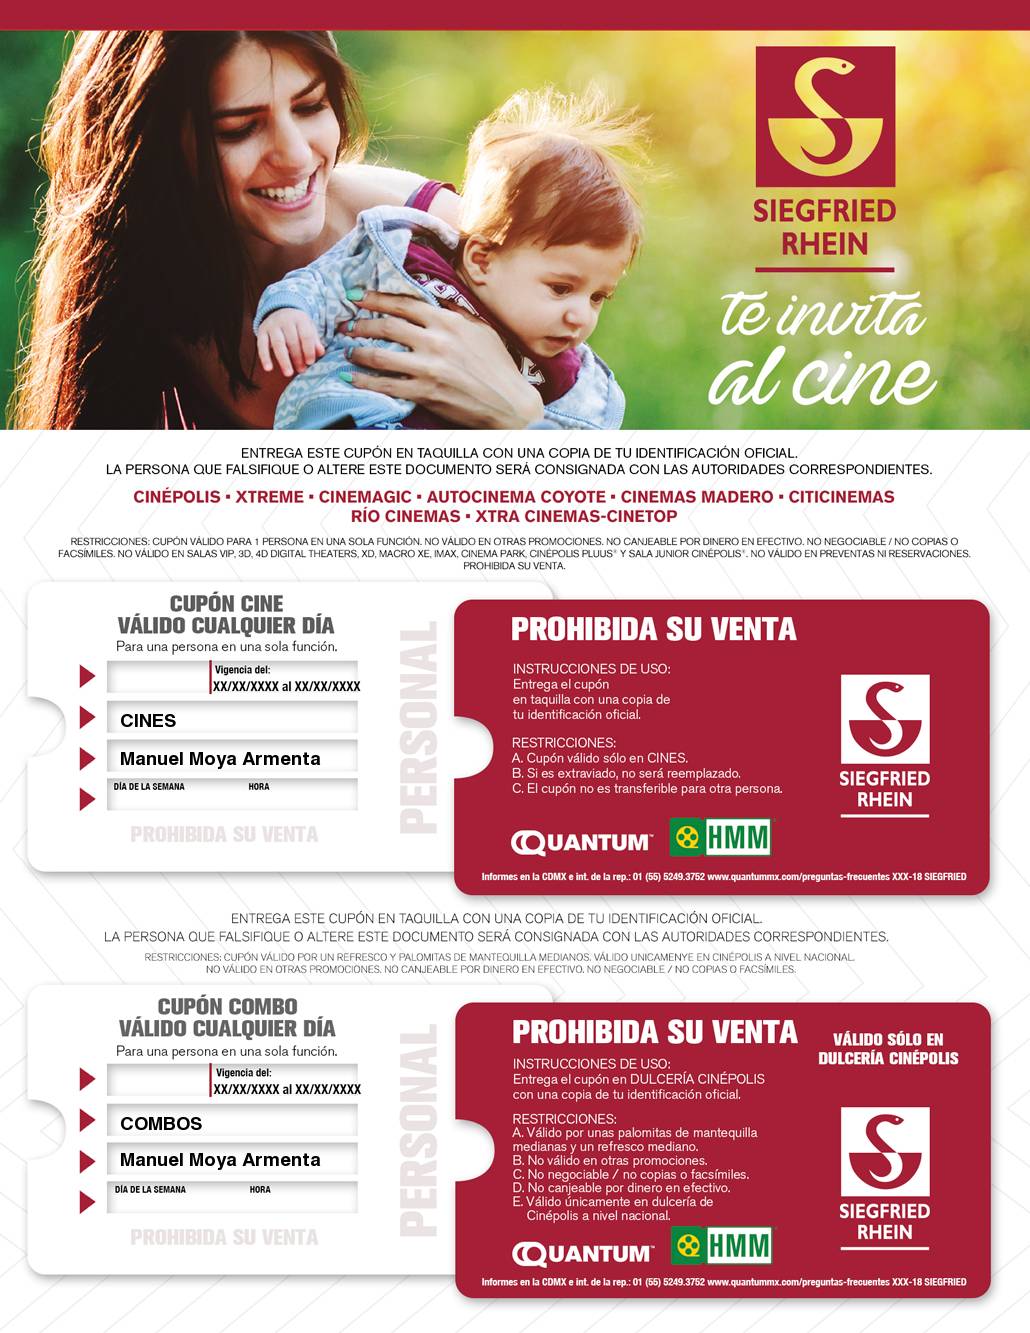 SIEGFRIED
RHEIN
te invita
al cine
ENTREGA ESTE CUPÓN EN TAQUILLA CON UNA COPIA DE TU IDENTIFICACIÓN OFICIAL.
LA PERSONA QUE FALSIFIQUE O ALTERE ESTE DOCUMENTO SERÁ CONSIGNADA CON LAS AUTORIDADES CORRESPONDIENTES.
CINÉPOLIS ▪ XTREME ▪ CINEMAGIC ▪ AUTOCINEMA COYOTE ▪ CINEMAS MADERO ▪ CITICINEMAS
RÍO CINEMAS ▪ XTRA CINEMAS-CINETOP
RESTRICCIONES: CUPÓN VÁLIDO PARA 1 PERSONA EN UNA SOLA FUNCIÓN. NO VÁLIDO EN OTRAS PROMOCIONES. NO CANJEABLE POR DINERO EN EFECTIVO. NO NEGOCIABLE / NO COPIAS O
FACSÍMILES. NO VÁLIDO EN SALAS VIP, 3D, 4D DIGITAL THEATERS, XD, MACRO XE, IMAX, CINEMA PARK, CINÉPOLIS PLUUS® Y SALA JUNIOR CINÉPOLIS®. NO VÁLIDO EN PREVENTAS NI RESERVACIONES.
PROHIBIDA SU VENTA.
CUPÓN CINE
VÁLIDO CUALQUIER DÍA
Para una persona en una sola función.
Vigencia del:
XX/XX/XXXX al XX/XX/XXXX
CINES
Manuel Moya Armenta
DÍA DE LA SEMANA HORA
PROHIBIDA SU VENTA
PERSONAL
PROHIBIDA SU VENTA
INSTRUCCIONES DE USO:
Entrega el cupón
en taquilla con una copia de
tu identificación oficial.
RESTRICCIONES:
A. Cupón válido sólo en CINES.
B. Si es extraviado, no será reemplazado.
C. El cupón no es transferible para otra persona.
SIEGFRIED
RHEIN
QUANTUM™ HMM
Informes en la CDMX e int. de la rep.: 01 (55) 5249.3752 www.quantummx.com/preguntas-frecuentes XXX-18 SIEGFRIED
ENTREGA ESTE CUPÓN EN TAQUILLA CON UNA COPIA DE TU IDENTIFICACIÓN OFICIAL.
LA PERSONA QUE FALSIFIQUE O ALTERE ESTE DOCUMENTO SERÁ CONSIGNADA CON LAS AUTORIDADES CORRESPONDIENTES.
RESTRICCIONES: CUPÓN VÁLIDO POR UN REFRESCO Y PALOMITAS DE MANTEQUILLA MEDIANOS. VÁLIDO UNICAMENYE EN CINÉPOLIS A NIVEL NACIONAL.
NO VÁLIDO EN OTRAS PROMOCIONES. NO CANJEABLE POR DINERO EN EFECTIVO. NO NEGOCIABLE / NO COPIAS O FACSÍMILES.
CUPÓN COMBO
VÁLIDO CUALQUIER DÍA
Para una persona en una sola función.
Vigencia del:
XX/XX/XXXX al XX/XX/XXXX
COMBOS
Manuel Moya Armenta
DÍA DE LA SEMANA HORA
PROHIBIDA SU VENTA
PERSONAL
PROHIBIDA SU VENTA
VÁLIDO SÓLO EN
DULCERÍA CINÉPOLIS
INSTRUCCIONES DE USO:
Entrega el cupón en DULCERÍA CINÉPOLIS
con una copia de tu identificación oficial.
RESTRICCIONES:
A. Válido por unas palomitas de mantequilla
medianas y un refresco mediano.
B. No válido en otras promociones.
C. No negociable / no copias o facsímiles.
D. No canjeable por dinero en efectivo.
E. Válido únicamente en dulcería de
Cinépolis a nivel nacional.
SIEGFRIED
RHEIN
QUANTUM™ HMM
Informes en la CDMX e int. de la rep.: 01 (55) 5249.3752 www.quantummx.com/preguntas-frecuentes XXX-18 SIEGFRIED